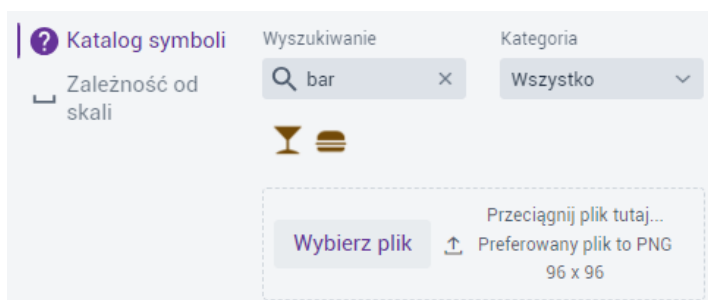 Katalog symboli
Zależność od
skali
Wyszukiwanie
bar
Kategoria
Wszystko
Wybierz plik
Przeciągnij plik tutaj...
Preferowany plik to PNG
96 x 96